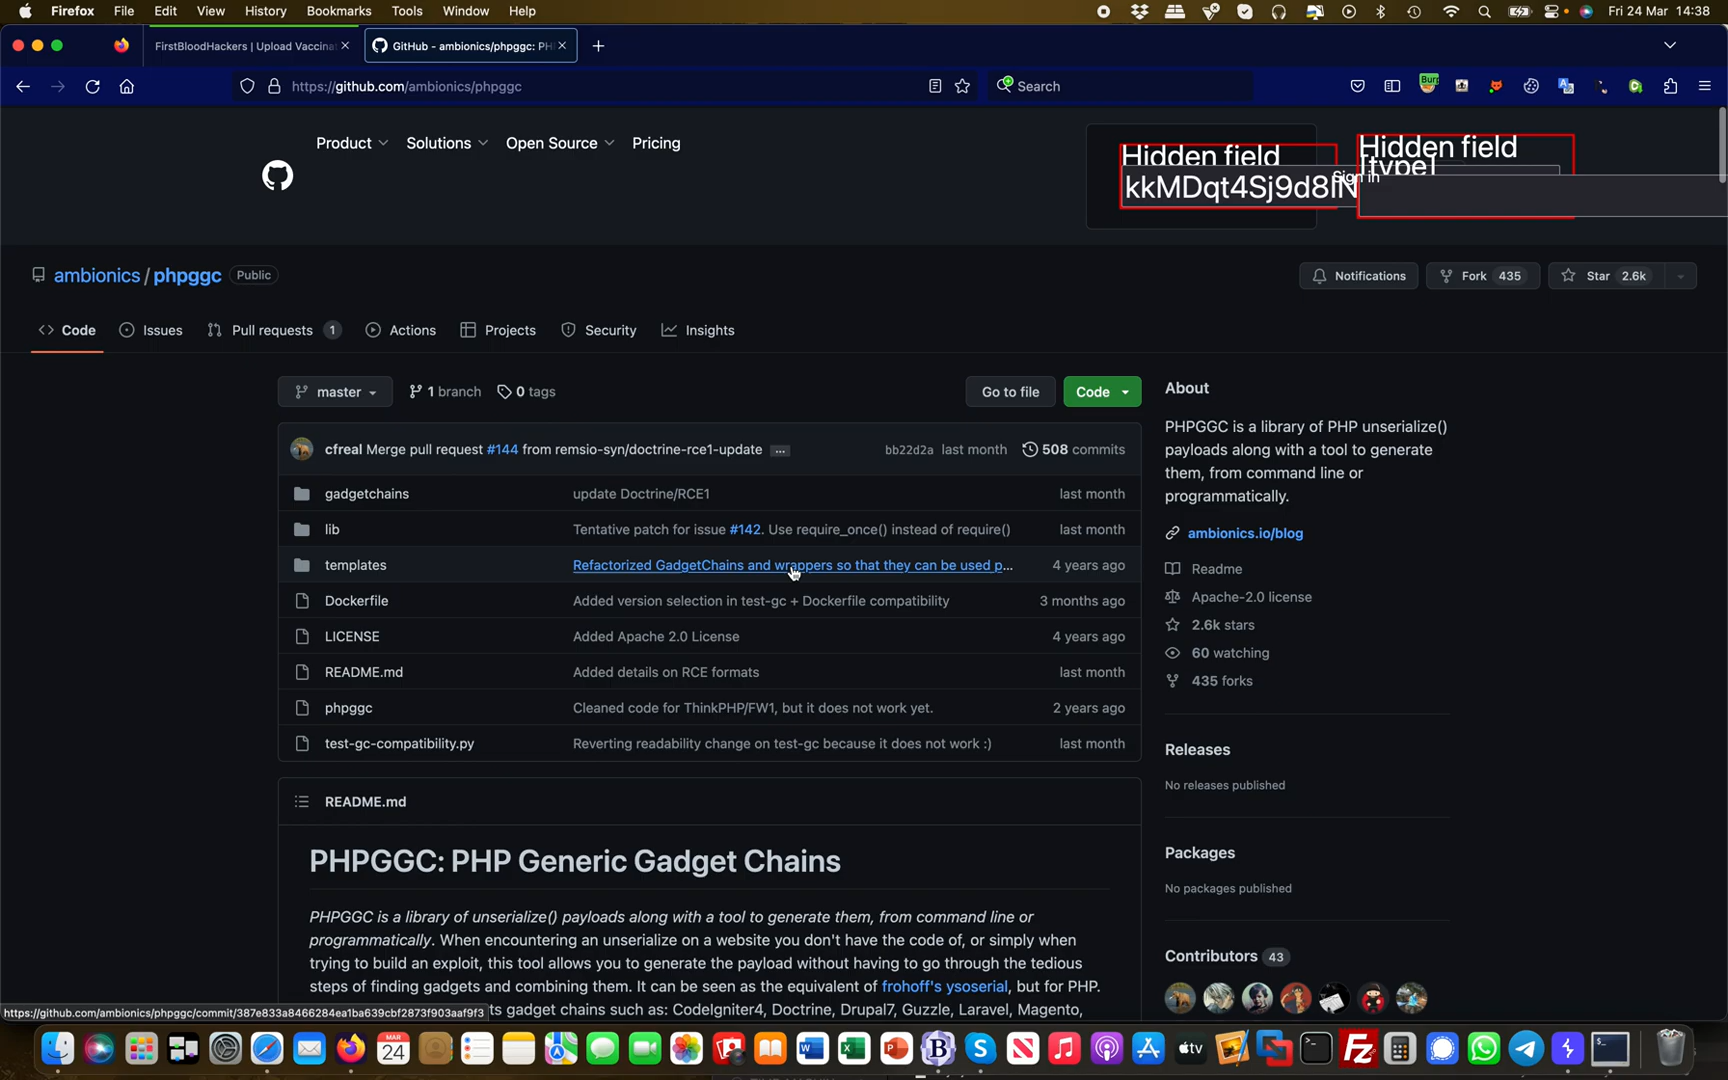 Firefox File Edit View History Bookmarks Tools Window Help Fri 24 Mar 14:38
FirstBloodHackers | Upload Vaccinat GitHub - ambionics/phpggc: PH
https://github.com/ambionics/phpggc Search Burp
Product Solutions Open Source Pricing
Hidden field
kkMDqt4Sj9d8
Hidden field
[type]
Sign in
ambionics / phpggc Public
Notifications Fork 435 Star 2.6k
Code Issues Pull requests 1 Actions Projects Security Insights
master 1 branch 0 tags Go to file Code
cfreal Merge pull request #144 from remsio-syn/doctrine-rce1-update ... bb22d2a last month 508 commits
gadgetchains update Doctrine/RCE1 last month
lib Tentative patch for issue #142. Use require_once() instead of require() last month
templates Refactorized GadgetChains and wrappers so that they can be used p... 4 years ago
Dockerfile Added version selection in test-gc + Dockerfile compatibility 3 months ago
LICENSE Added Apache 2.0 License 4 years ago
README.md Added details on RCE formats last month
phpggc Cleaned code for ThinkPHP/FW1, but it does not work yet. 2 years ago
test-gc-compatibility.py Reverting readability change on test-gc because it does not work :) last month
About
PHPGGC is a library of PHP unserialize()
payloads along with a tool to generate
them, from command line or
programmatically.
ambionics.io/blog
Readme
Apache-2.0 license
2.6k stars
60 watching
435 forks
Releases
No releases published
Packages
No packages published
Contributors 43
README.md
PHPGGC: PHP Generic Gadget Chains
PHPGGC is a library of unserialize() payloads along with a tool to generate them, from command line or
programmatically. When encountering an unserialize on a website you don't have the code of, or simply when
trying to build an exploit, this tool allows you to generate the payload without having to go through the tedious
steps of finding gadgets and combining them. It can be seen as the equivalent of frohoff's ysoserial, but for PHP.
ts gadget chains such as: CodeIgniter4, Doctrine, Drupal7, Guzzle, Laravel, Magento,
https://github.com/ambionics/phpggc/commit/387e833a8466284ea1ba639cbf2873f903aaf9f3
MAR
24
tv